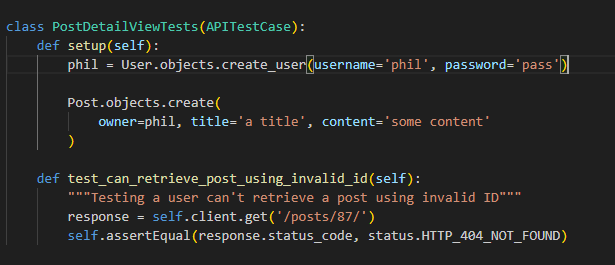 class PostDetailViewTests(APITestCase):
    def setup(self):
        phil = User.objects.create_user(username='phil', password='pass')
        Post.objects.create(
            owner=phil, title='a title', content='some content'
        )
    def test_can_retrieve_post_using_invalid_id(self):
        """Testing a user can't retrieve a post using invalid ID"""
        response = self.client.get('/posts/87/')
        self.assertEqual(response.status_code, status.HTTP_404_NOT_FOUND)